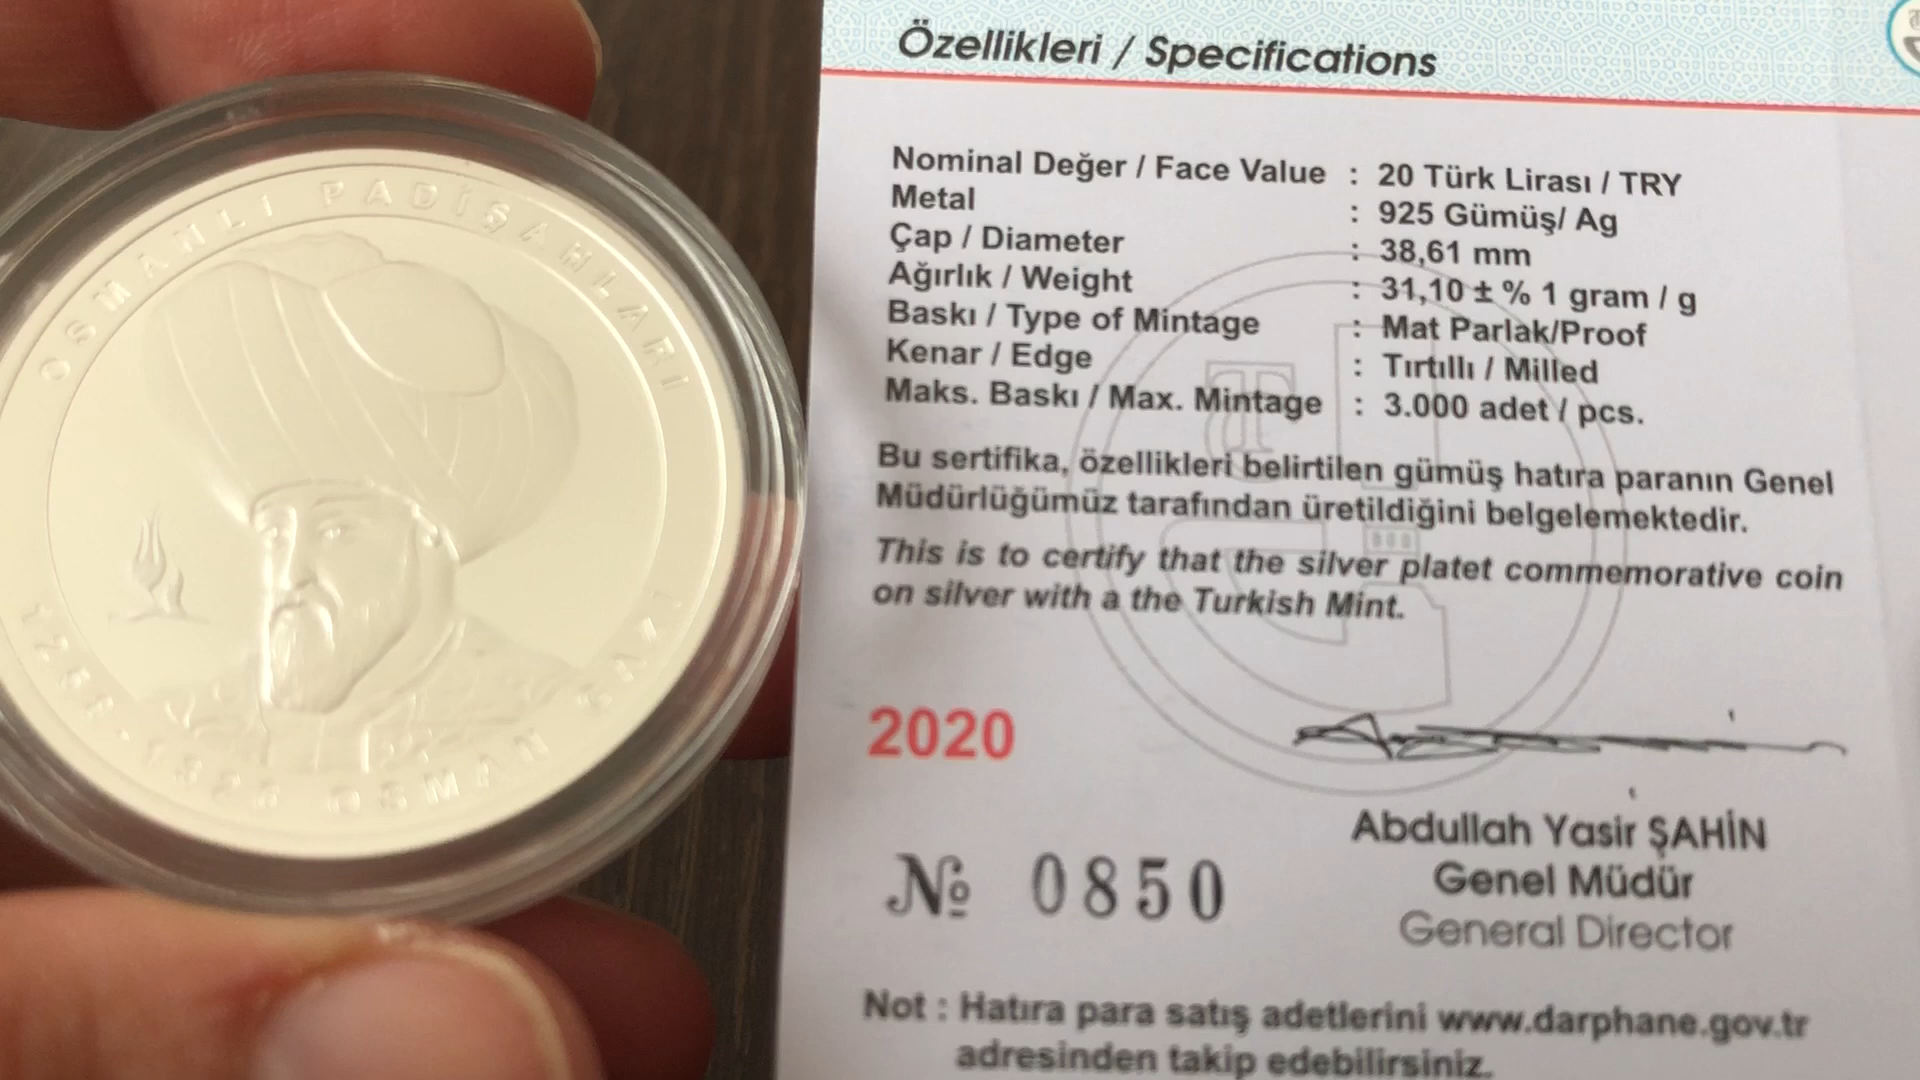 OSMANLI PADİŞAHLARI
1281-1326 OSMAN GAZİ
Özellikleri / Specifications
Nominal Değer / Face Value : 20 Türk Lirası / TRY
Metal : 925 Gümüş/ Ag
Çap / Diameter : 38,61 mm
Ağırlık / Weight : 31,10 ± % 1 gram / g
Baskı / Type of Mintage : Mat Parlak/Proof
Kenar / Edge : Tırtıllı / Milled
Maks. Baskı / Max. Mintage : 3.000 adet / pcs.
Bu sertifika, özellikleri belirtilen gümüş hatıra paranın Genel
Müdürlüğümüz tarafından üretildiğini belgelemektedir.
This is to certify that the silver platet commemorative coin
on silver with a the Turkish Mint.
2020
№ 0850
Abdullah Yasir ŞAHİN
Genel Müdür
General Director
Not : Hatıra para satış adetlerini www.darphane.gov.tr
adresinden takip edebilirsiniz.